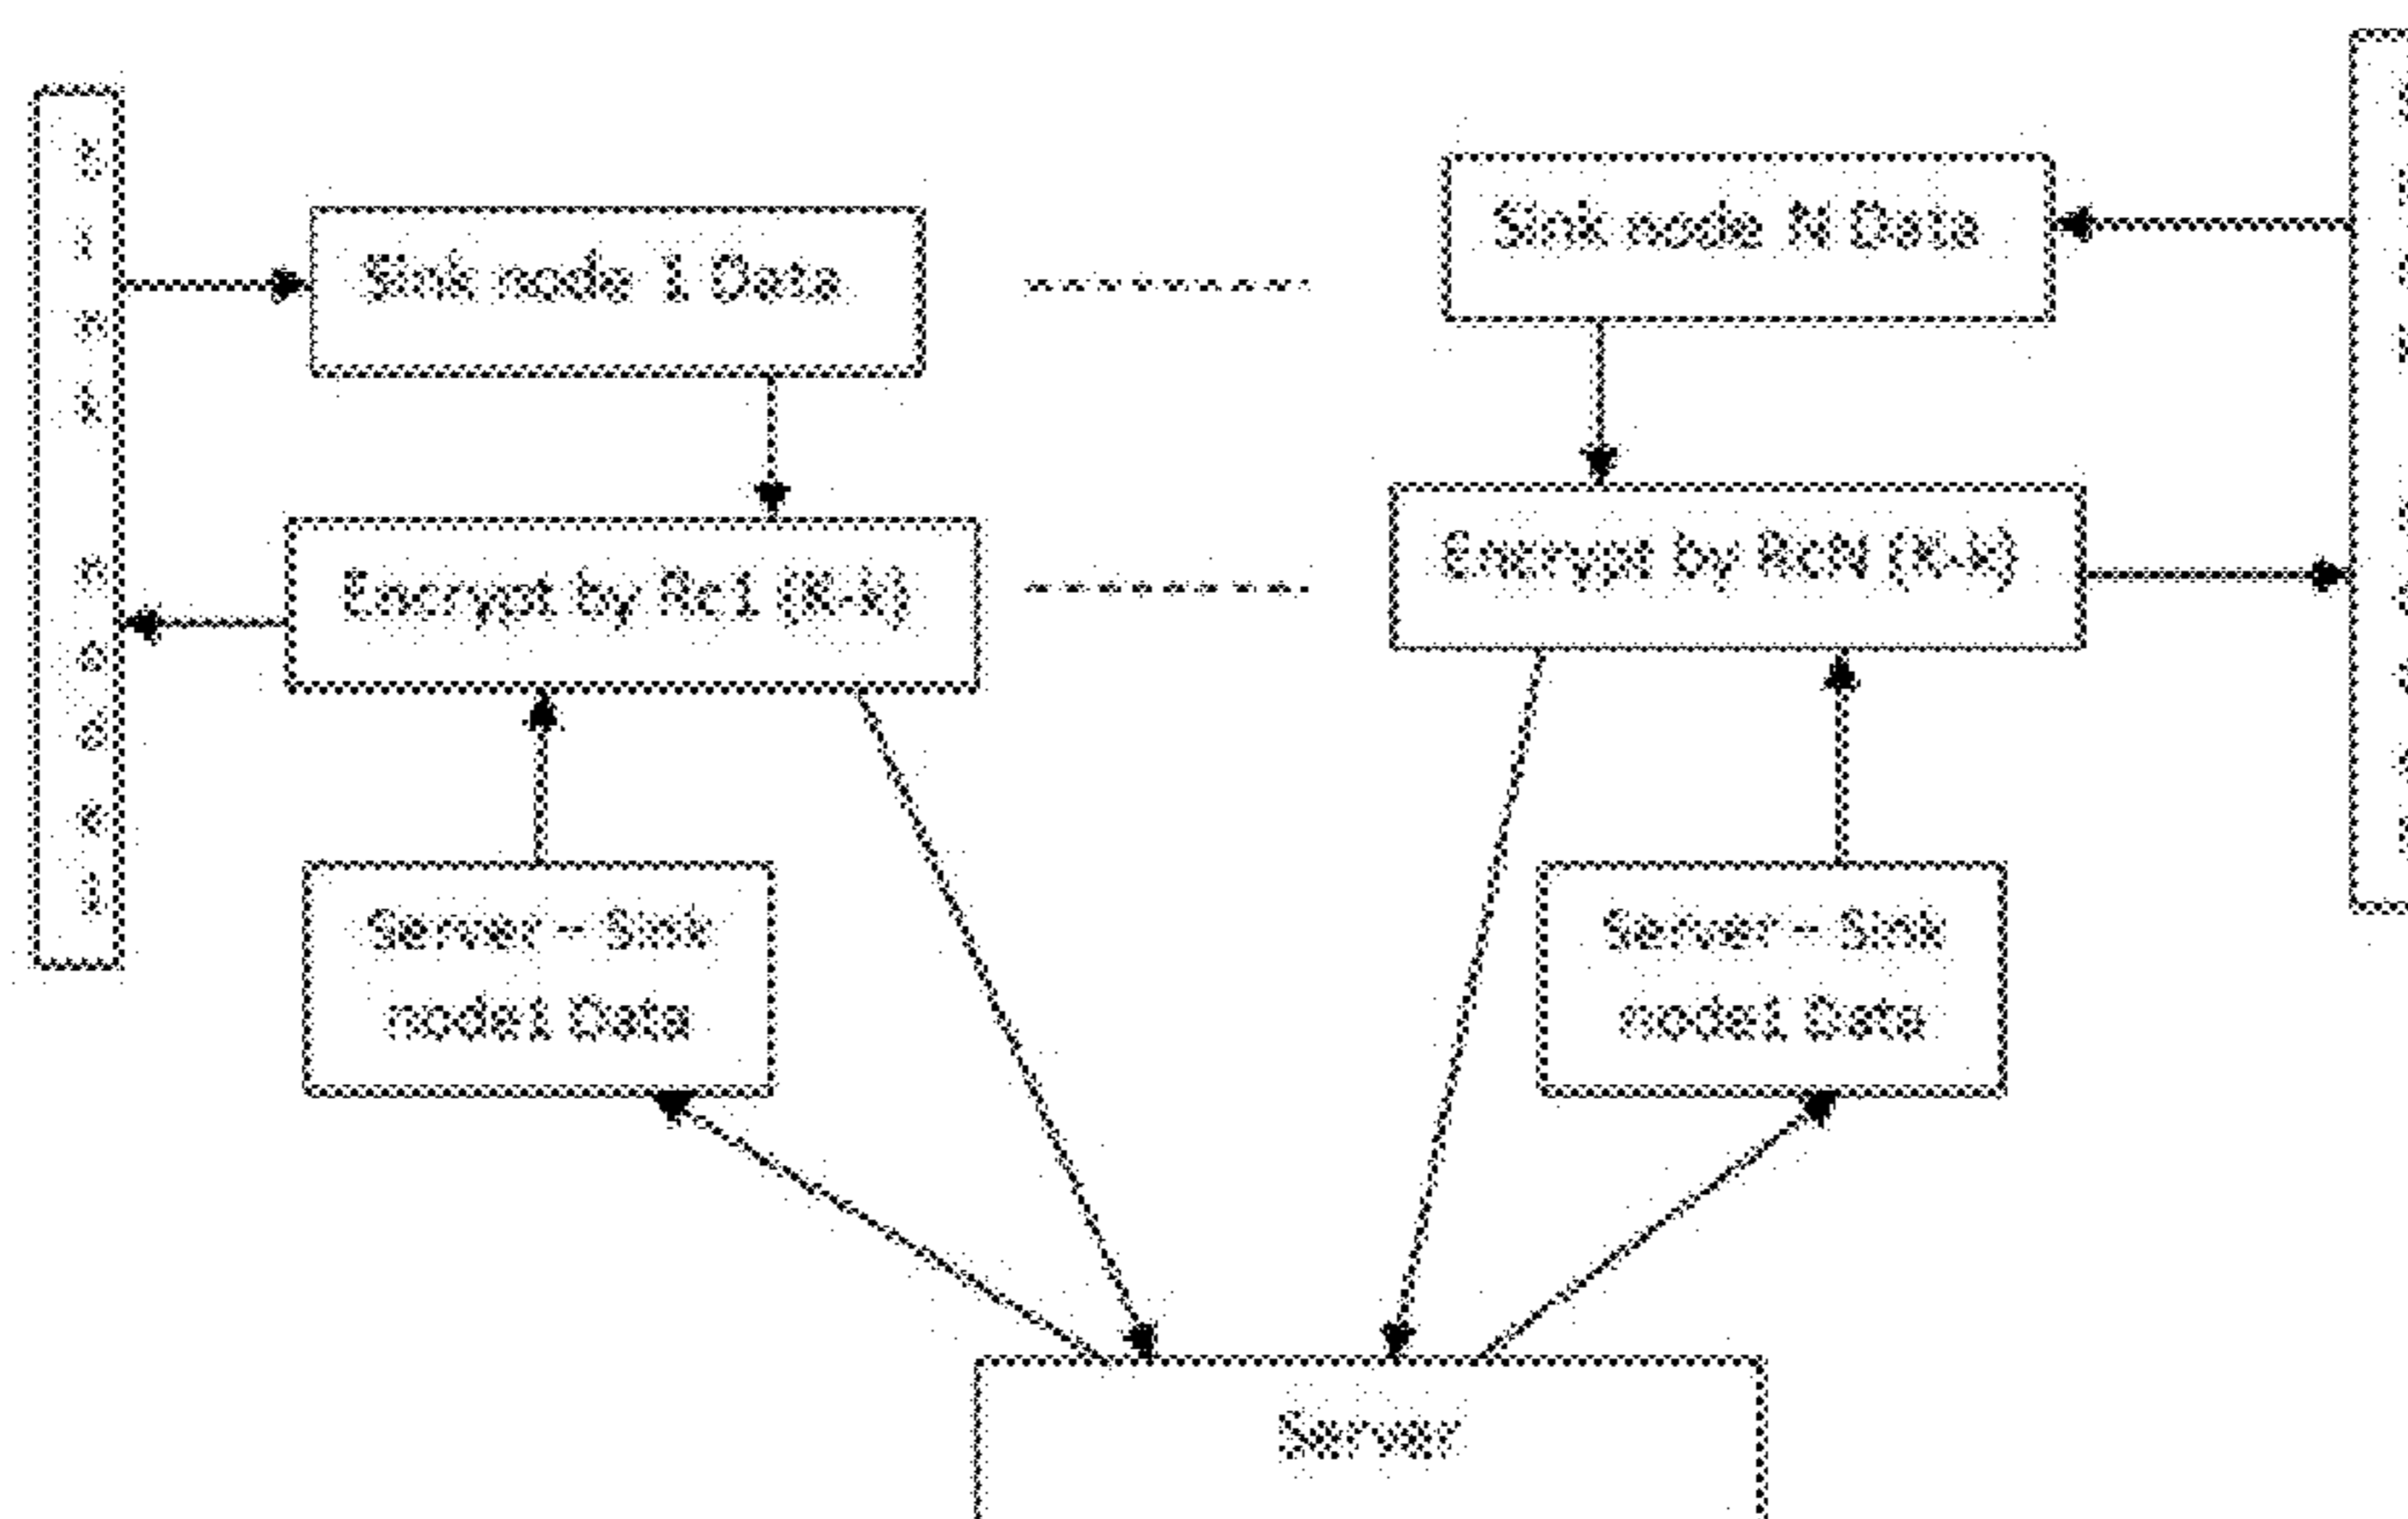 Sink node 1 Data
Sink node N Data
Encrypt by Rc1 (K-k)
Encrypt by RcN (K-k)
Server – Sink
node1 Data
Server – Sink
node1 Data
Server
S
i
n
k
n
o
d
e
1